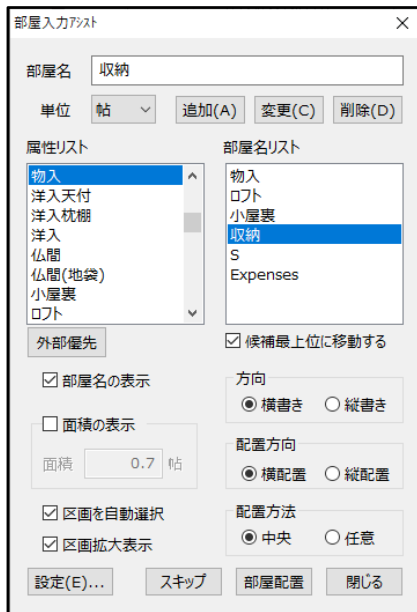 部屋入力ｱｼｽﾄ
部屋名 収納
単位 帖 追加(A) 変更(C) 削除(D)
属性リスト 部屋名リスト
物入 物入
洋入天付 ロフト
洋入枕棚 小屋裏
洋入 収納
仏間 S
仏間(地袋) Expenses
小屋裏
ロフト
外部優先 候補最上位に移動する
部屋名の表示 方向
横書き 縦書き
面積の表示
面積 0.7 帖 配置方向
横配置 縦配置
区画を自動選択 配置方法
区画拡大表示 中央 任意
設定(E)... スキップ 部屋配置 閉じる